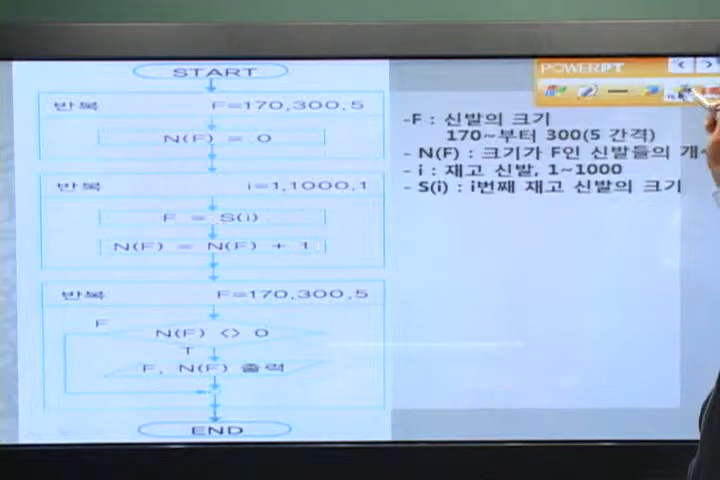 START
반복 F=170,300,5
N(F) = 0
반복 i=1,1000,1
F = S(i)
N(F) = N(F) + 1
반복 F=170,300,5
F
N(F) <> 0
T
F, N(F) 출력
END
POWERPT
-F : 신발의 크기
170~부터 300(5 간격)
- N(F) : 크기가 F인 신발들의 개
- i : 재고 신발, 1~1000
- S(i) : i번째 재고 신발의 크기